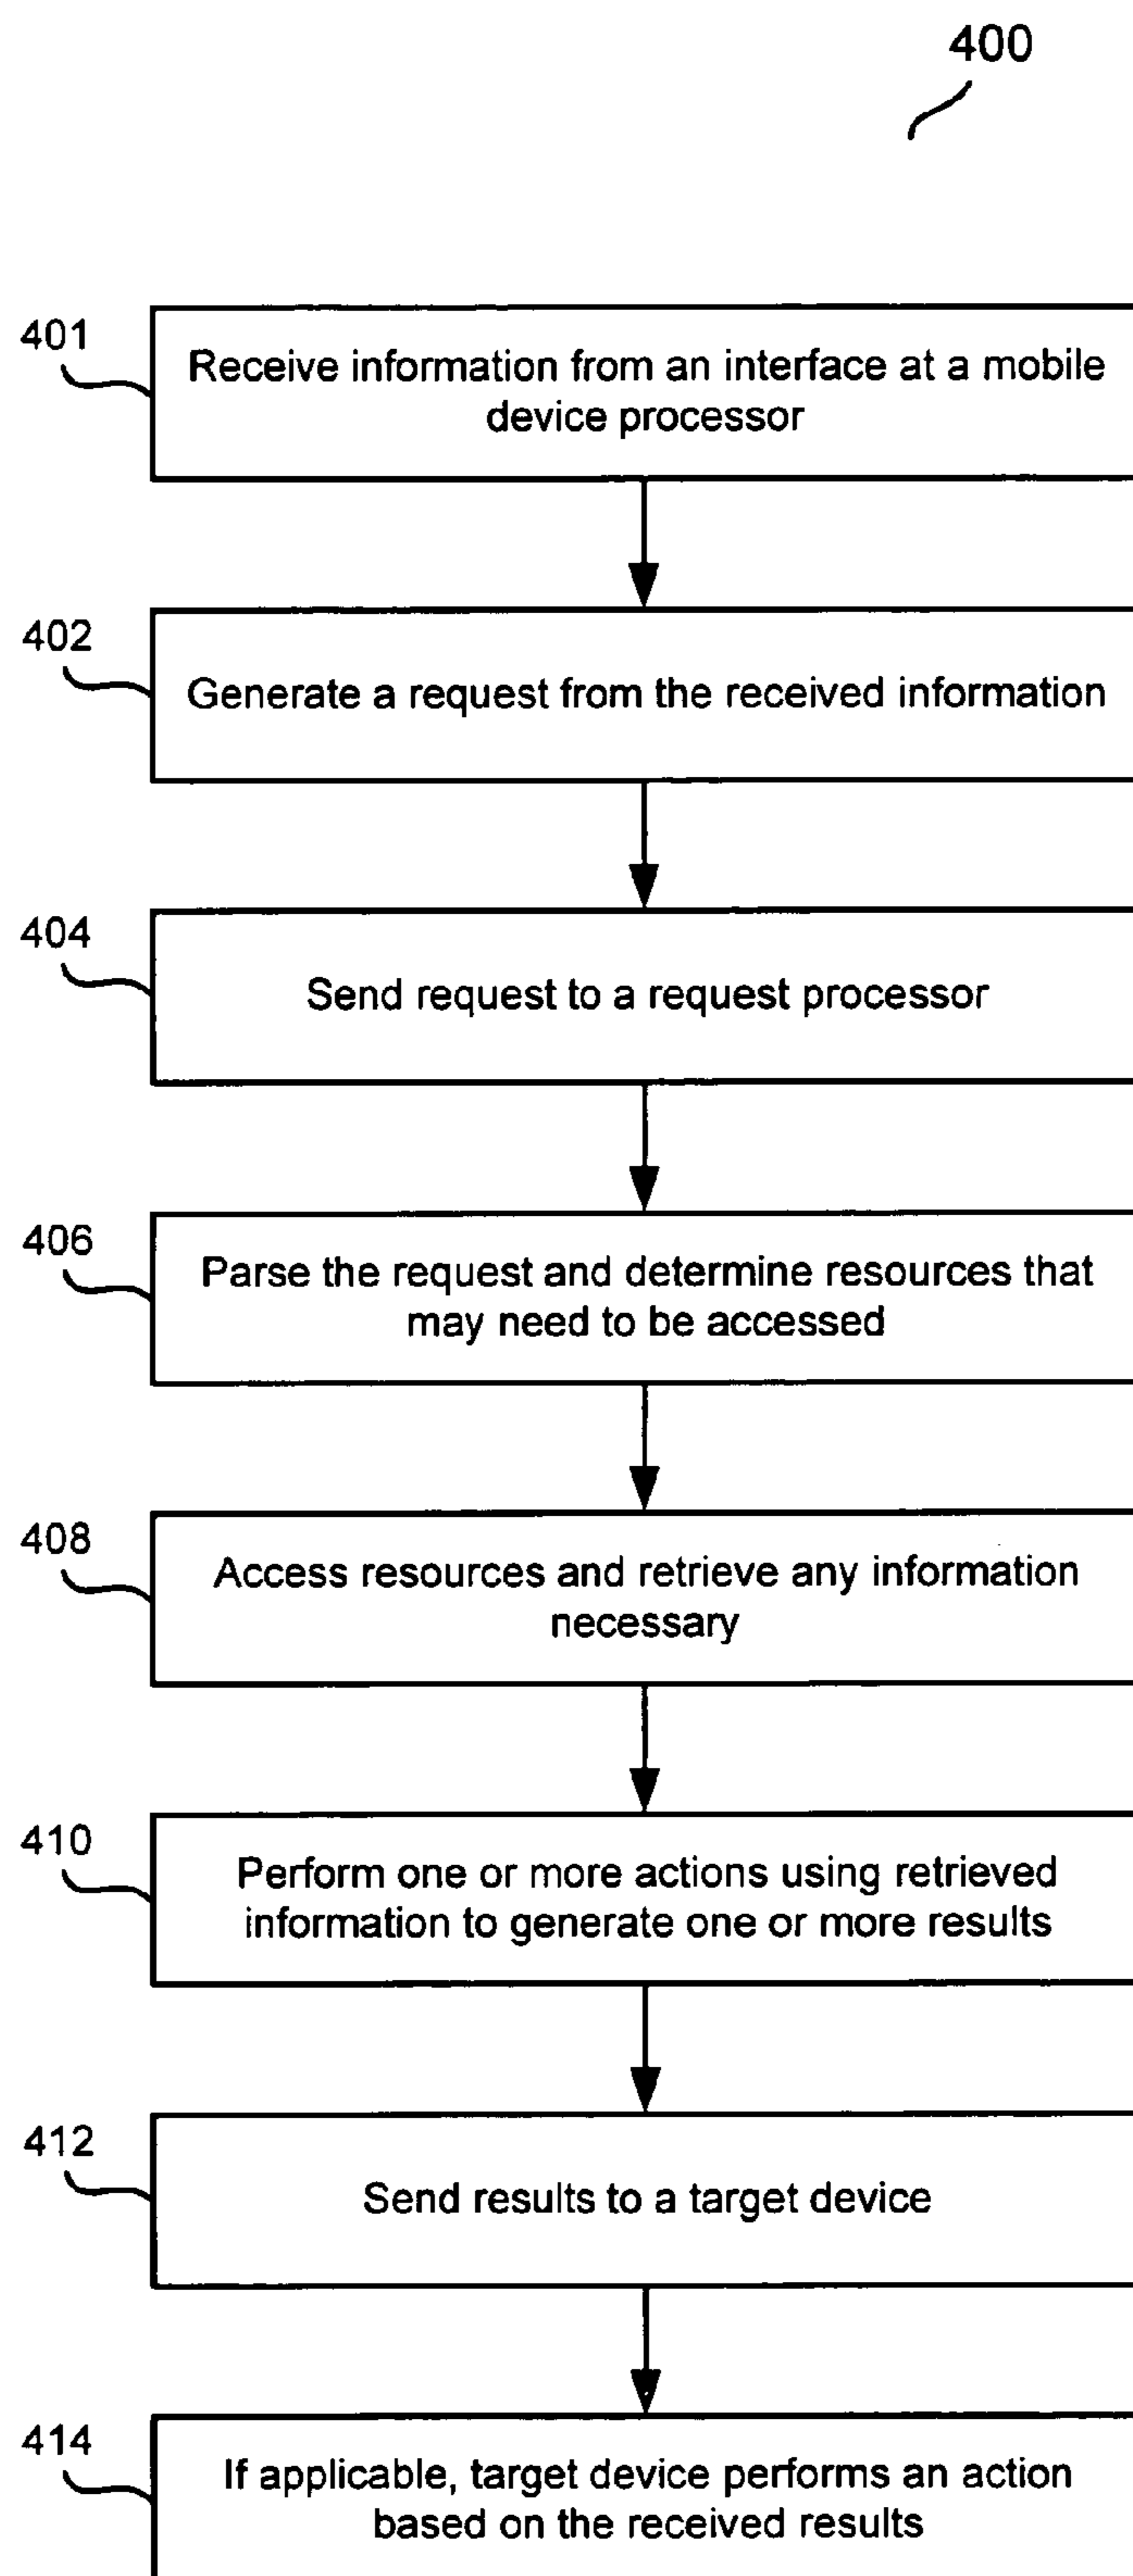 400
401
Receive information from an interface at a mobile
device processor
402
Generate a request from the received information
404
Send request to a request processor
406
Parse the request and determine resources that
may need to be accessed
408
Access resources and retrieve any information
necessary
410
Perform one or more actions using retrieved
information to generate one or more results
412
Send results to a target device
414
If applicable, target device performs an action
based on the received results